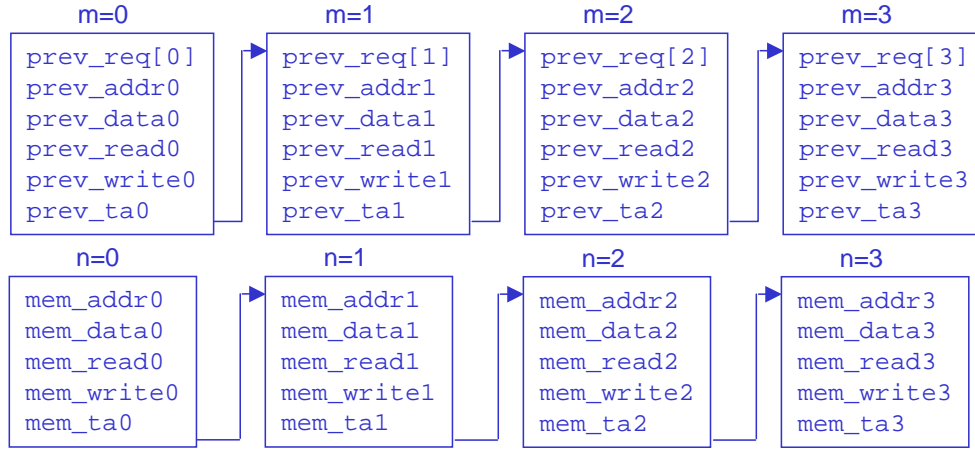 m=0 m=1 m=2 m=3
prev_req[0] prev_req[1] prev_req[2] prev_req[3]
prev_addr0 prev_addr1 prev_addr2 prev_addr3
prev_data0 prev_data1 prev_data2 prev_data3
prev_read0 prev_read1 prev_read2 prev_read3
prev_write0 prev_write1 prev_write2 prev_write3
prev_ta0 prev_ta1 prev_ta2 prev_ta3
n=0 n=1 n=2 n=3
mem_addr0 mem_addr1 mem_addr2 mem_addr3
mem_data0 mem_data1 mem_data2 mem_data3
mem_read0 mem_read1 mem_read2 mem_read3
mem_write0 mem_write1 mem_write2 mem_write3
mem_ta0 mem_ta1 mem_ta2 mem_ta3